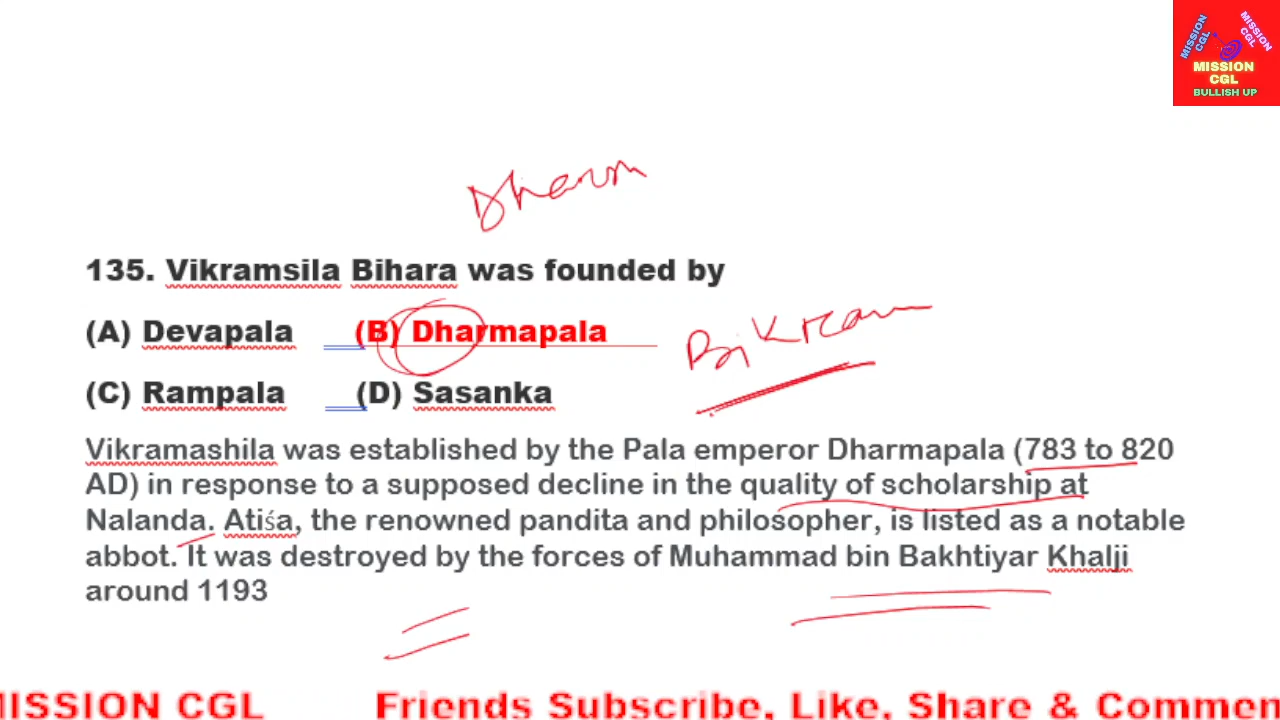 MISSION CGL
MISSION CGL
MISSION
CGL
BULLISH UP
Dharm
135. Vikramsila Bihara was founded by
(A) Devapala (B) Dharmapala
Bikram
(C) Rampala (D) Sasanka
Vikramashila was established by the Pala emperor Dharmapala (783 to 820
AD) in response to a supposed decline in the quality of scholarship at
Nalanda. Atiśa, the renowned pandita and philosopher, is listed as a notable
abbot. It was destroyed by the forces of Muhammad bin Bakhtiyar Khalji
around 1193
MISSION CGL Friends Subscribe, Like, Share & Commen